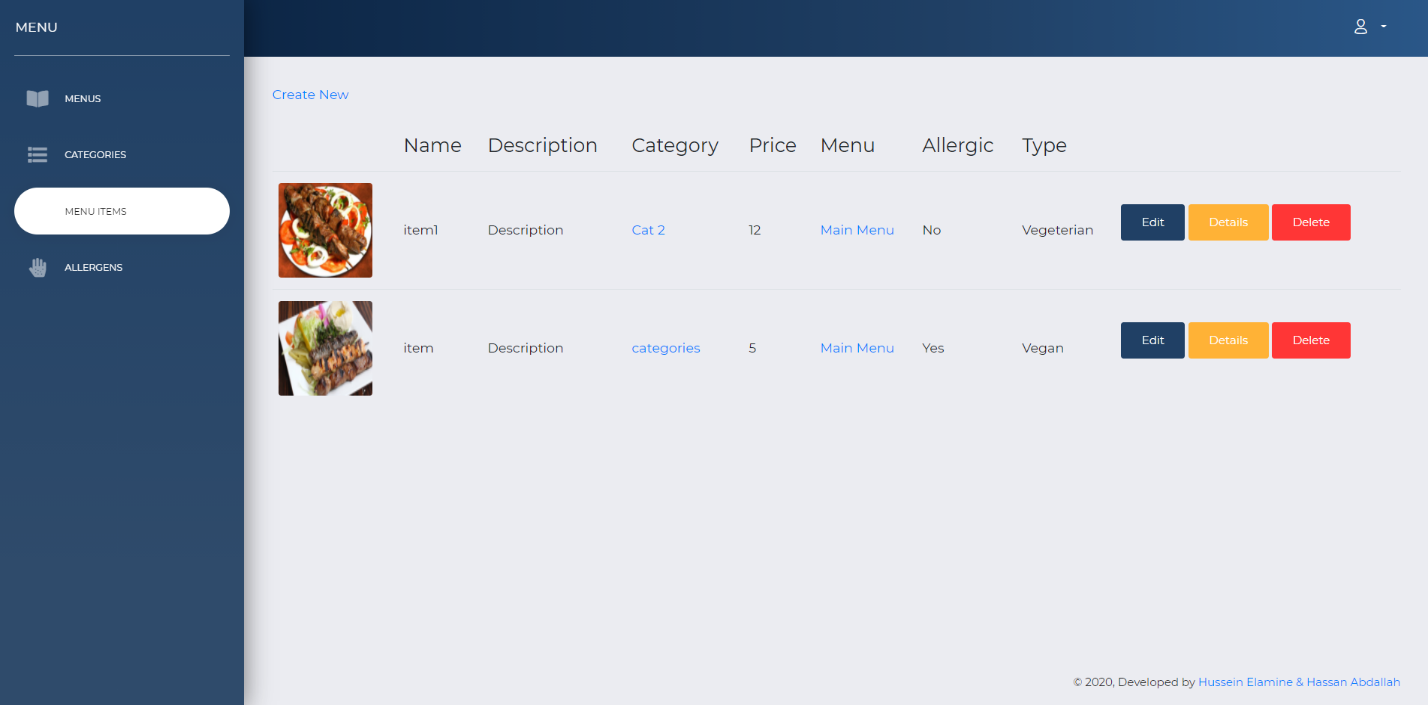 MENU
MENUS
CATEGORIES
MENU ITEMS
ALLERGENS
Create New
Name Description Category Price Menu Allergic Type
item1 Description Cat 2 12 Main Menu No Vegeterian Edit Details Delete
item Description categories 5 Main Menu Yes Vegan Edit Details Delete
© 2020, Developed by Hussein Elamine & Hassan Abdallah